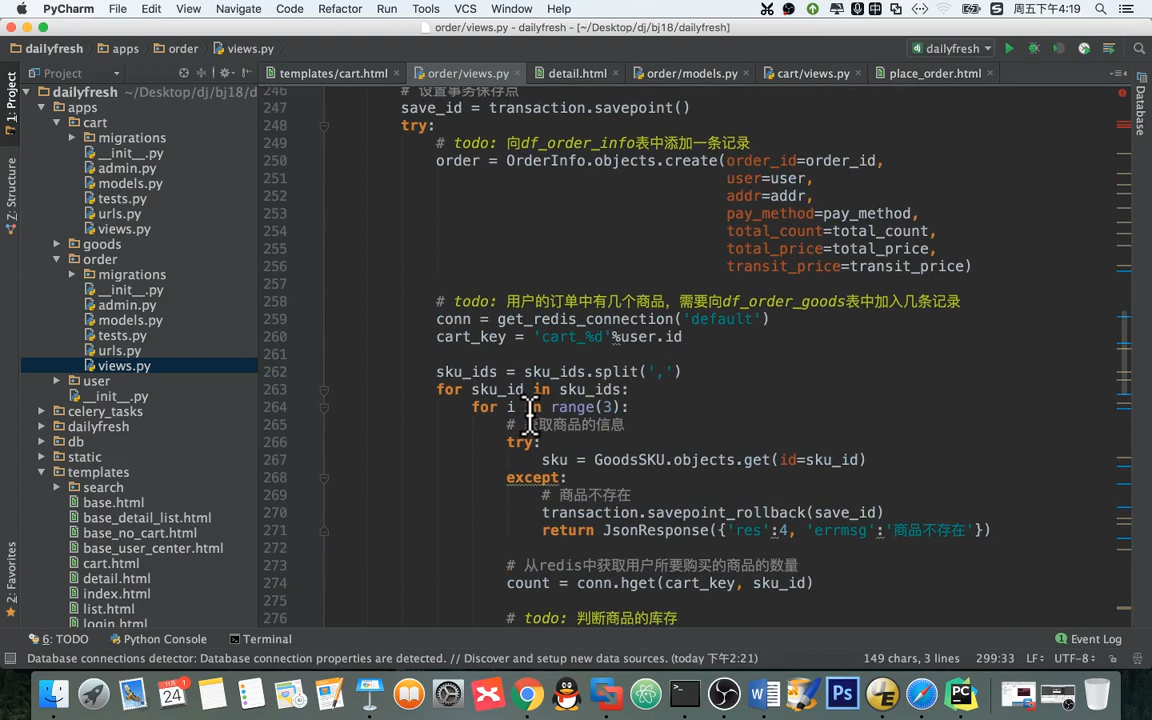 PyCharm File Edit View Navigate Code Refactor Run Tools VCS Window Help 周五下午4:19
order/views.py - dailyfresh - [~/Desktop/dj/bj18/dailyfresh]
dailyfresh apps order views.py dailyfresh
Project templates/cart.html order/views.py detail.html order/models.py cart/views.py place_order.html
1: Project
Z: Structure
2: Favorites
Database
dailyfresh ~/Desktop/dj/bj18/d
apps
cart
migrations
__init__.py
admin.py
models.py
tests.py
urls.py
views.py
goods
order
migrations
__init__.py
admin.py
models.py
tests.py
urls.py
views.py
user
__init__.py
celery_tasks
dailyfresh
db
static
templates
search
base.html
base_detail_list.html
base_no_cart.html
base_user_center.html
cart.html
detail.html
index.html
list.html
login.html
246 # 设置事务保存点
247 save_id = transaction.savepoint()
248 try:
249 # todo: 向df_order_info表中添加一条记录
250 order = OrderInfo.objects.create(order_id=order_id,
251 user=user,
252 addr=addr,
253 pay_method=pay_method,
254 total_count=total_count,
255 total_price=total_price,
256 transit_price=transit_price)
257
258 # todo: 用户的订单中有几个商品，需要向df_order_goods表中加入几条记录
259 conn = get_redis_connection('default')
260 cart_key = 'cart_%d'%user.id
261
262 sku_ids = sku_ids.split(',')
263 for sku_id in sku_ids:
264 for i in range(3):
265 # 取商品的信息
266 try:
267 sku = GoodsSKU.objects.get(id=sku_id)
268 except:
269 # 商品不存在
270 transaction.savepoint_rollback(save_id)
271 return JsonResponse({'res':4, 'errmsg':'商品不存在'})
272
273 # 从redis中获取用户所要购买的商品的数量
274 count = conn.hget(cart_key, sku_id)
275
276 # todo: 判断商品的库存
6: TODO Python Console Terminal 1 Event Log
Database connections detector: Database connection properties are detected. // Discover and setup new data sources. (today 下午2:21) 149 chars, 3 lines 299:33 LF÷ UTF-8÷
24
Ps
PC